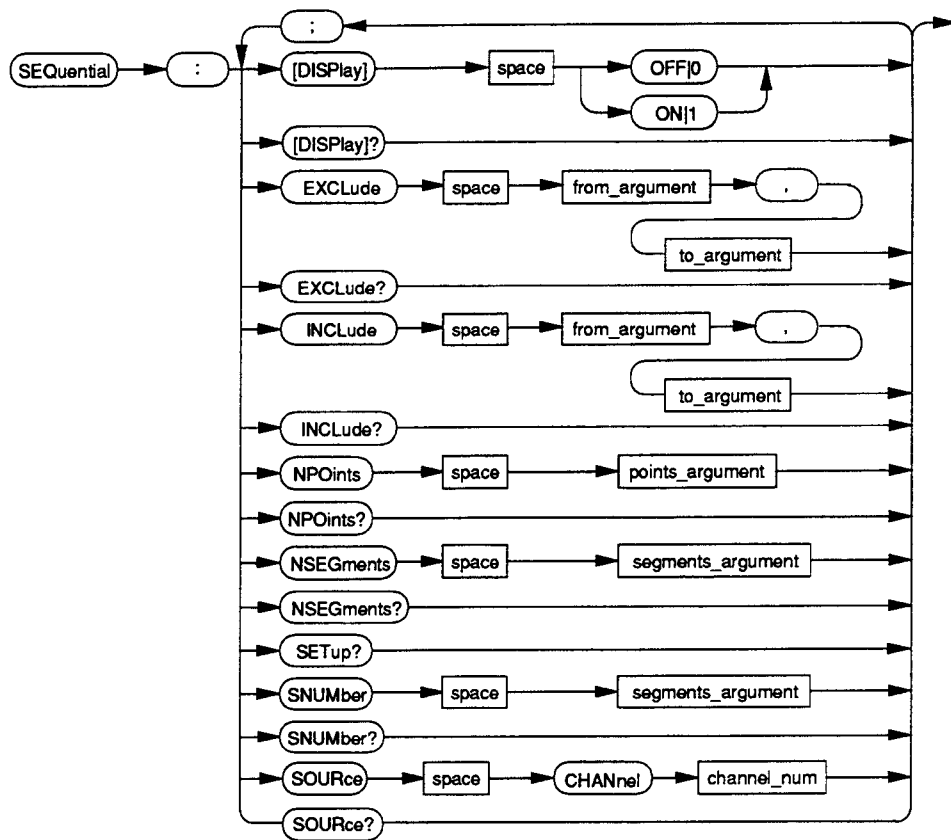 ;
SEQuential : [DISPlay] space OFF|0
ON|1
[DISPlay]?
EXCLude space from_argument ,
to_argument
EXCLude?
INCLude space from_argument ,
to_argument
INCLude?
NPOints space points_argument
NPOints?
NSEGments space segments_argument
NSEGments?
SETup?
SNUMber space segments_argument
SNUMber?
SOURce space CHANnel channel_num
SOURce?